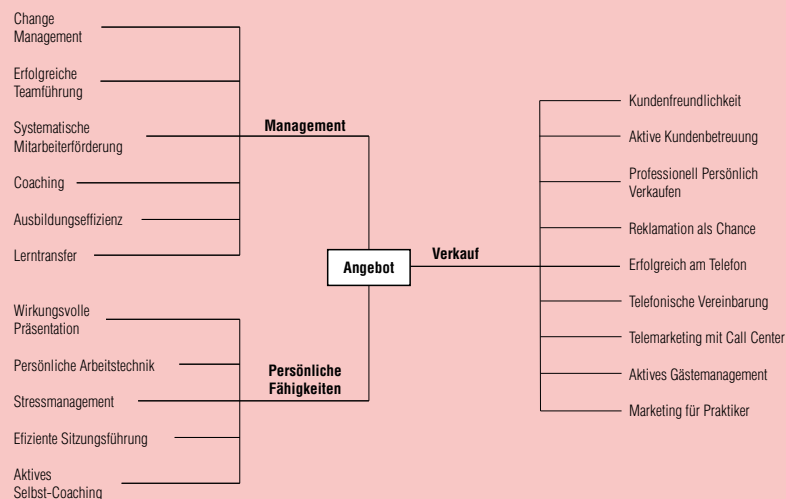 Change
Management
Erfolgreiche
Teamführung
Systematische
Mitarbeiterförderung
Coaching
Ausbildungseffizienz
Lerntransfer
Management
Wirkungsvolle
Präsentation
Persönliche Arbeitstechnik
Stressmanagement
Efiziente Sitzungsführung
Aktives
Selbst-Coaching
Persönliche
Fähigkeiten
Angebot
Verkauf
Kundenfreundlichkeit
Aktive Kundenbetreuung
Professionell Persönlich
Verkaufen
Reklamation als Chance
Erfolgreich am Telefon
Telefonische Vereinbarung
Telemarketing mit Call Center
Aktives Gästemanagement
Marketing für Praktiker